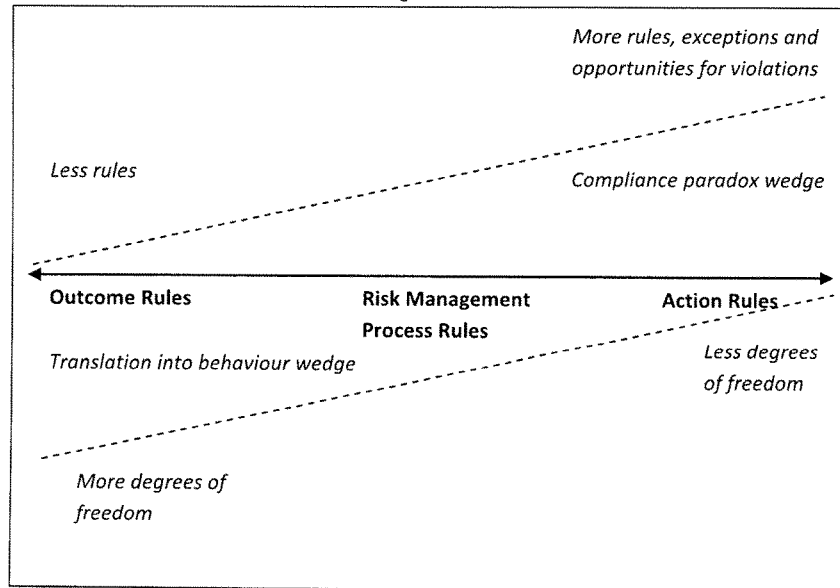 More rules, exceptions and
opportunities for violations
Less rules
Compliance paradox wedge
Outcome Rules
Risk Management
Process Rules
Action Rules
Translation into behaviour wedge
Less degrees
of freedom
More degrees of
freedom